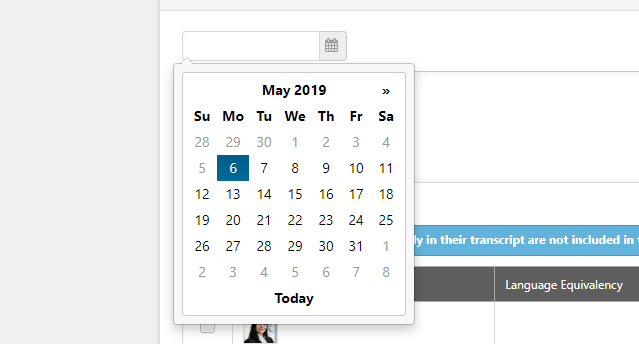 May 2019 »
Su Mo Tu We Th Fr Sa
28 29 30 1 2 3 4
5 6 7 8 9 10 11
12 13 14 15 16 17 18
19 20 21 22 23 24 25
26 27 28 29 30 31 1
2 3 4 5 6 7 8
Today
in their transcript are not included in
Language Equivalency